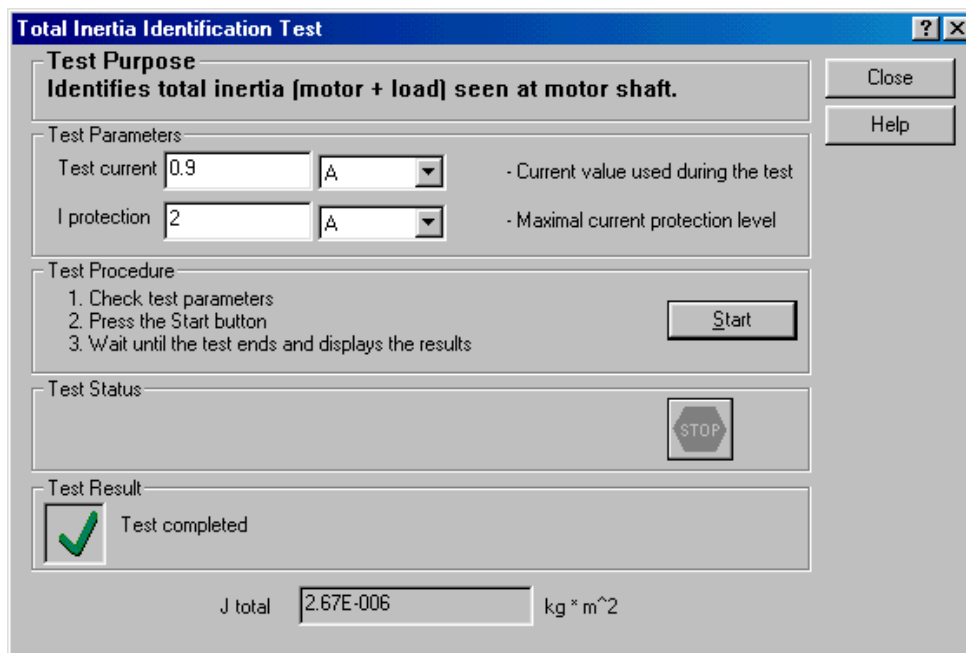 Total Inertia Identification Test
Test Purpose
Identifies total inertia (motor + load) seen at motor shaft.
Close
Help
Test Parameters
Test current 0.9 A - Current value used during the test
I protection 2 A - Maximal current protection level
Test Procedure
1. Check test parameters
2. Press the Start button
3. Wait until the test ends and displays the results
Start
Test Status
STOP
Test Result
Test completed
J total 2.67E-006 kg * m^2